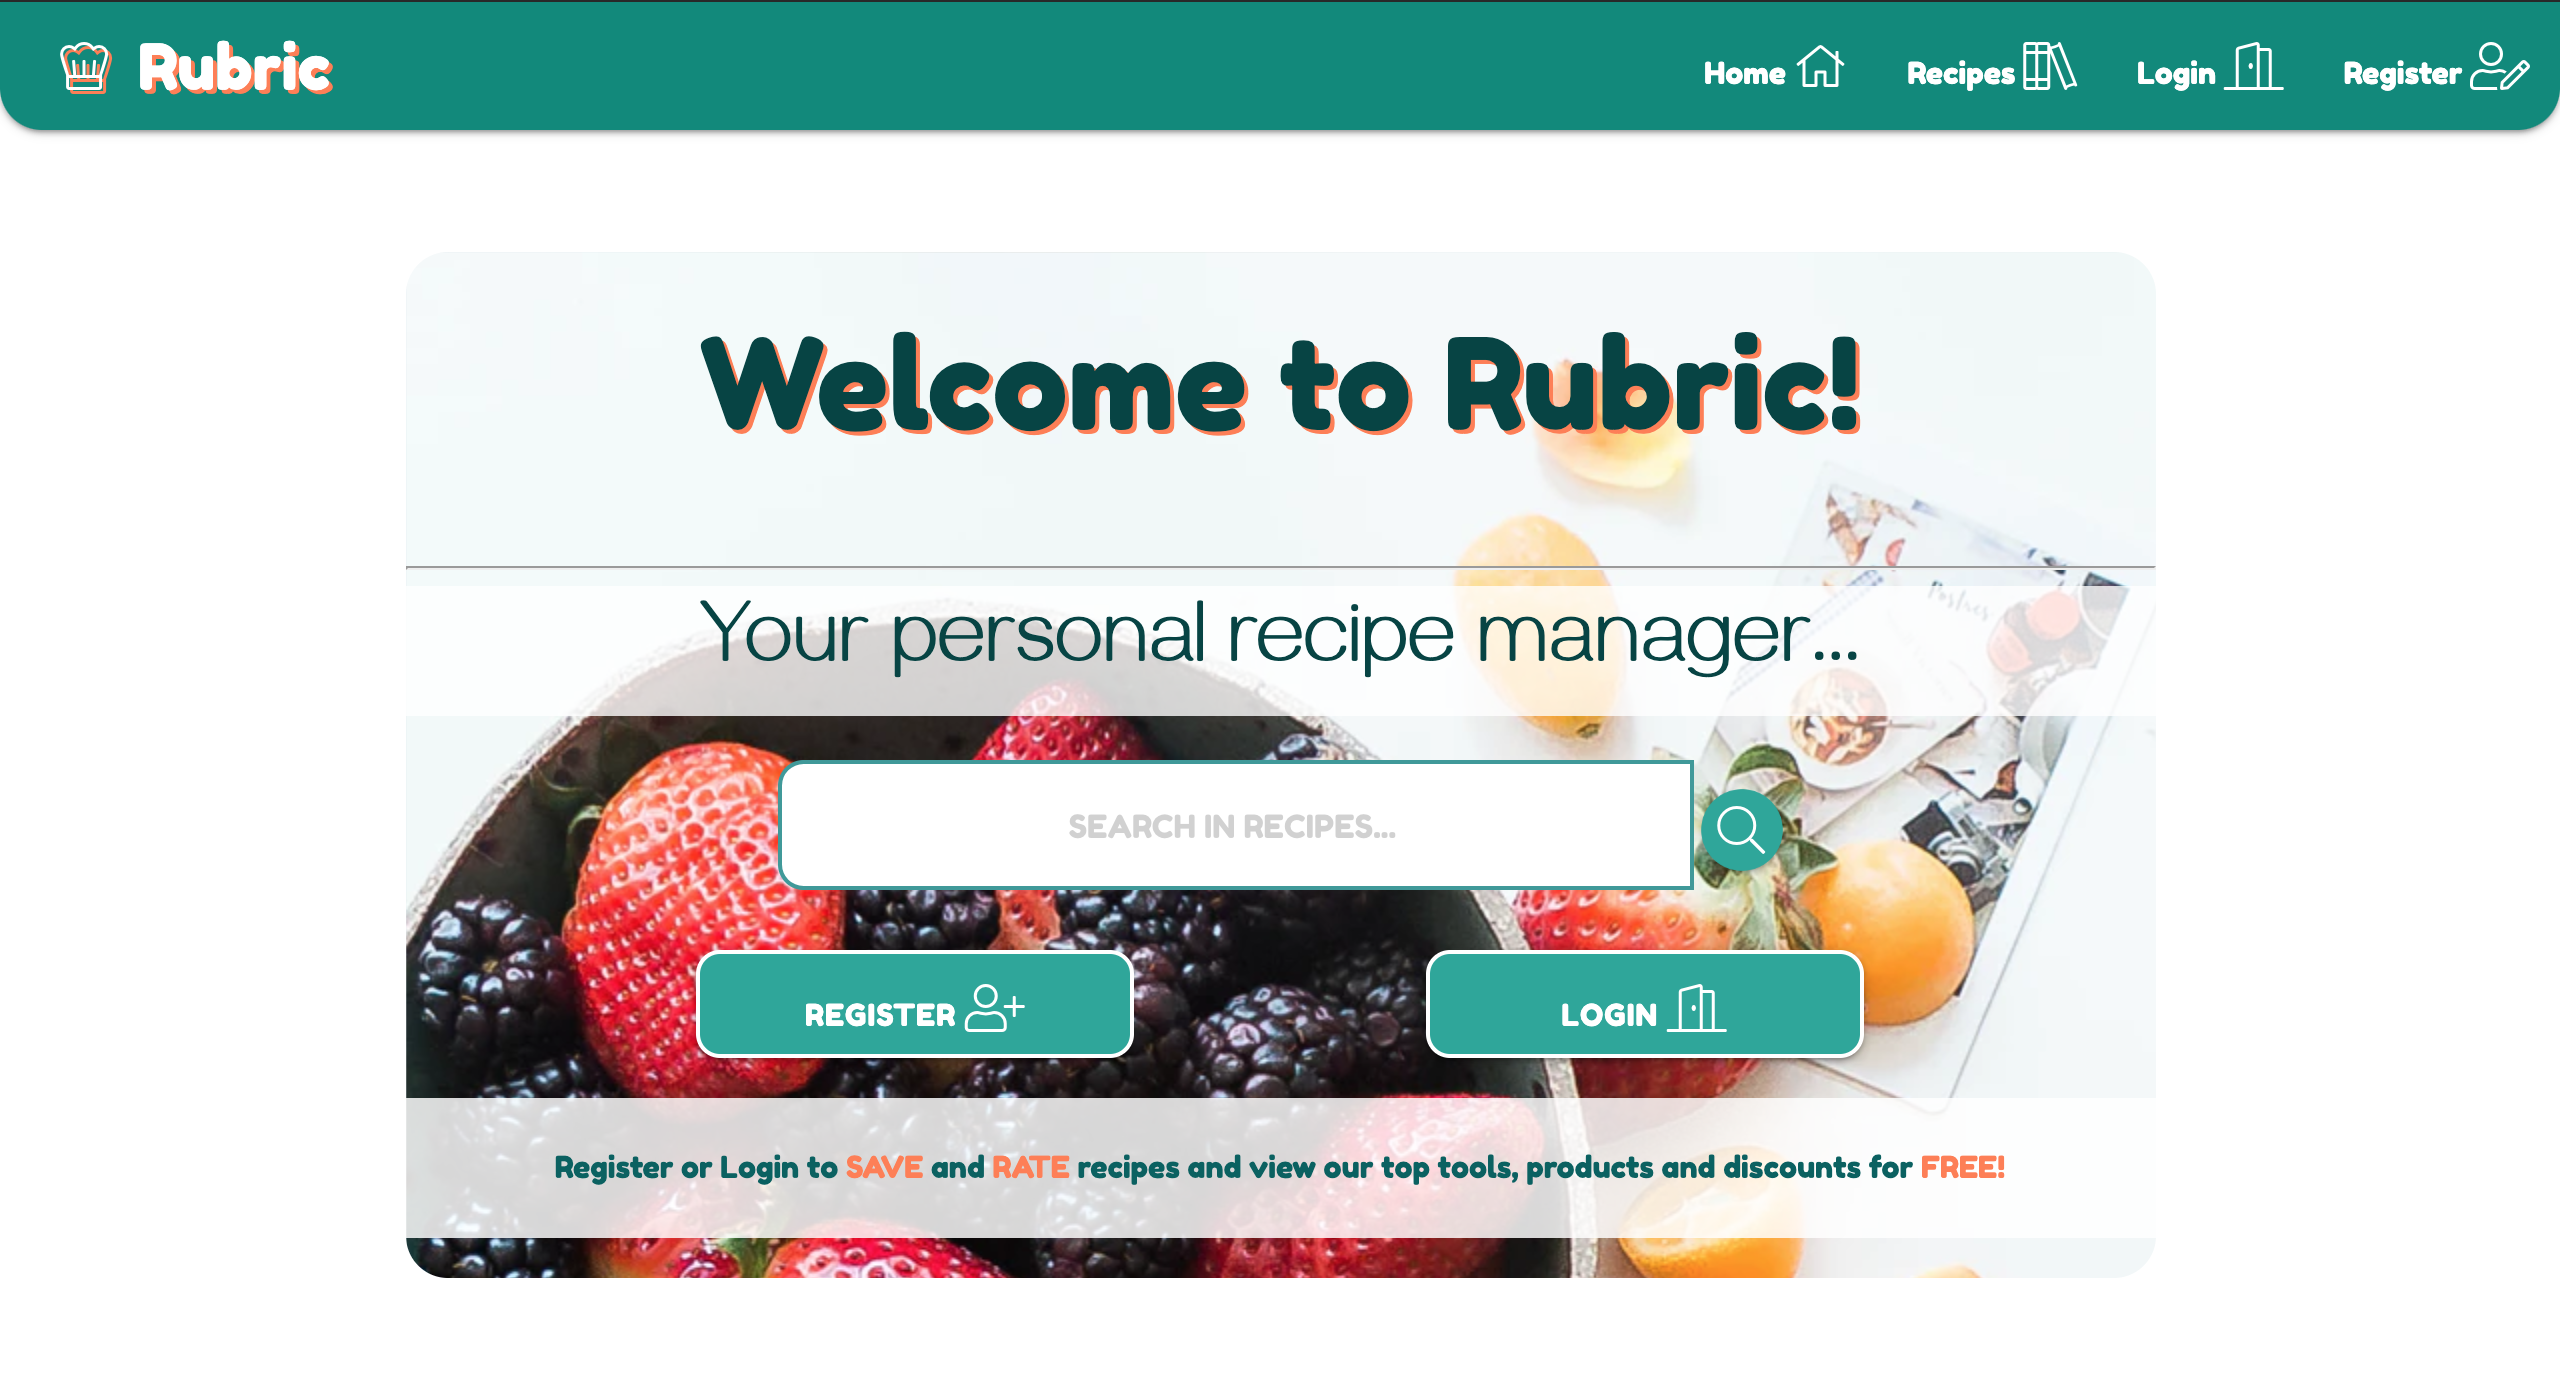 Rubric
Home
Recipes
Login
Register
Welcome to Rubric!
Your personal recipe manager...
Postres
SEARCH IN RECIPES...
REGISTER
LOGIN
Register or Login to SAVE and RATE recipes and view our top tools, products and discounts for FREE!